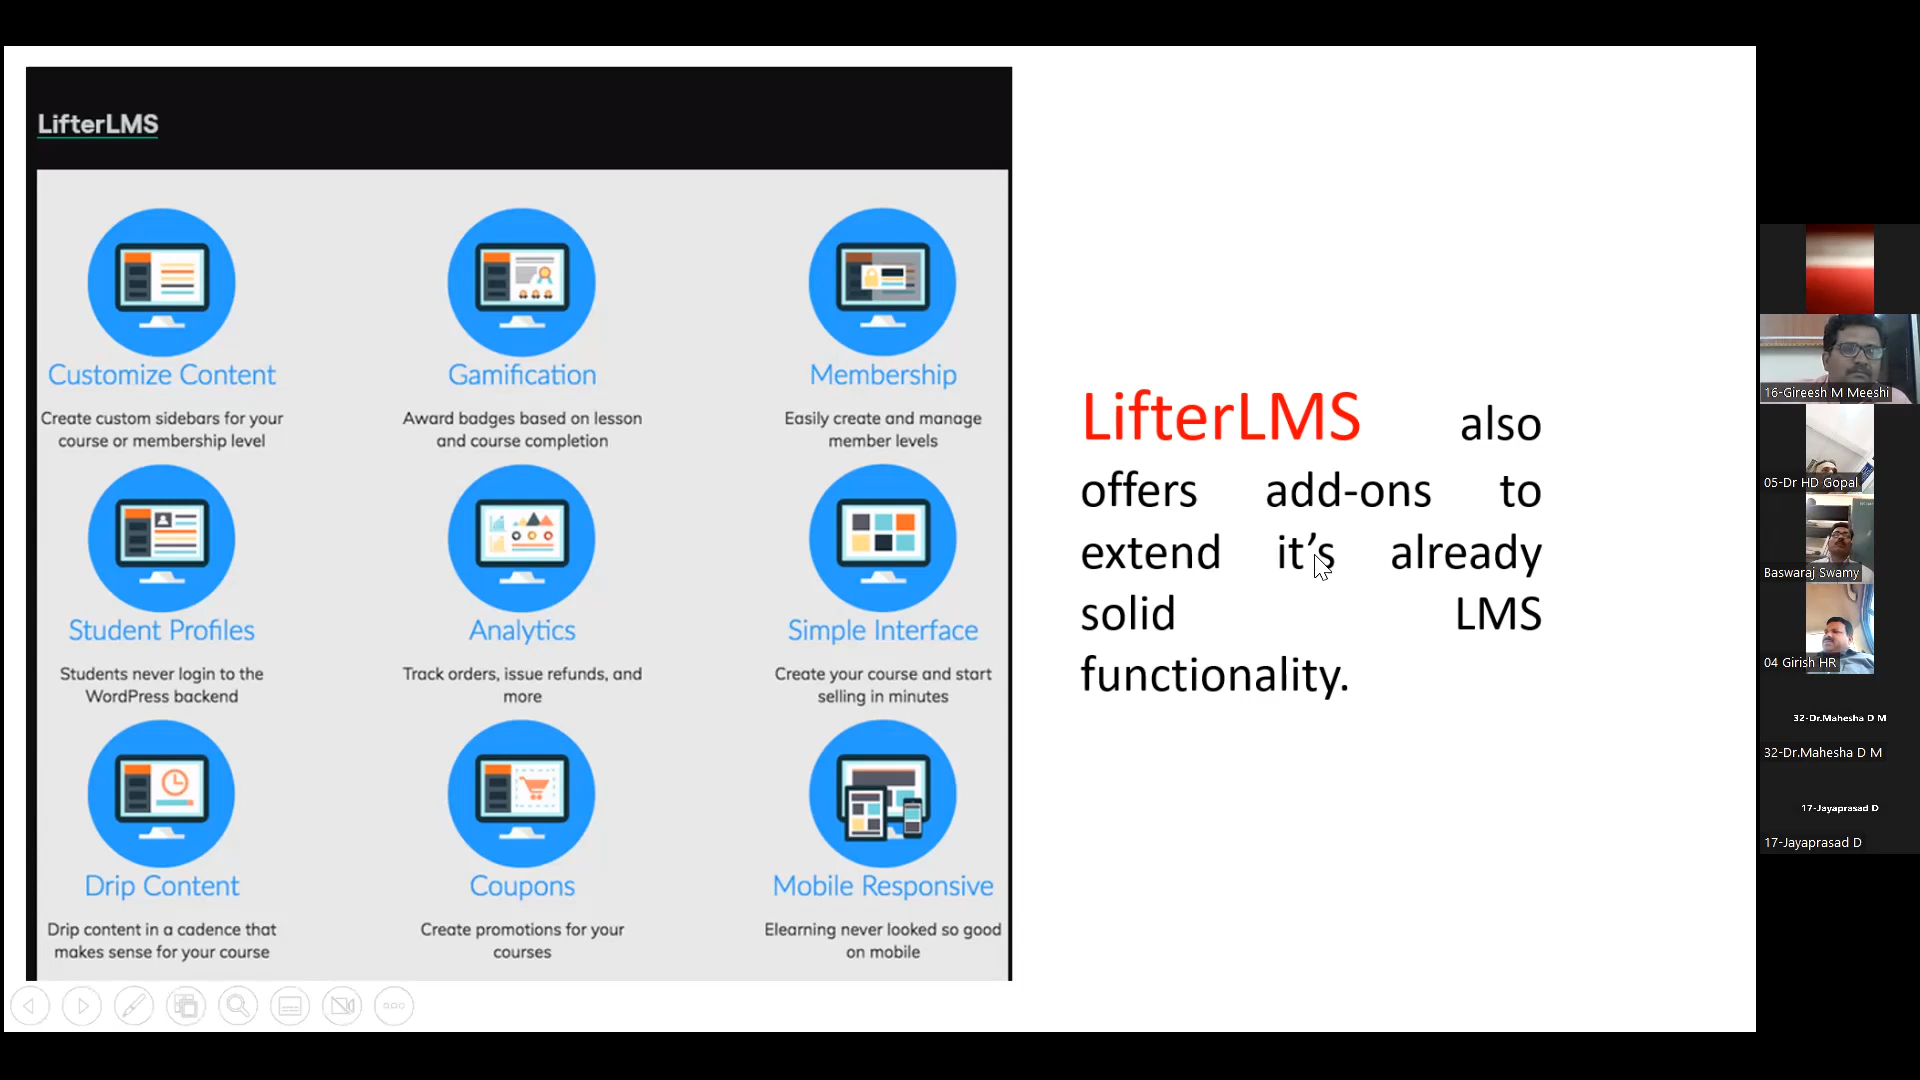 LifterLMS
Customize Content
Create custom sidebars for your
course or membership level
Gamification
Award badges based on lesson
and course completion
Membership
Easily create and manage
member levels
Student Profiles
Students never login to the
WordPress backend
Analytics
Track orders, issue refunds, and
more
Simple Interface
Create your course and start
selling in minutes
Drip Content
Drip content in a cadence that
makes sense for your course
Coupons
Create promotions for your
courses
Mobile Responsive
Elearning never looked so good
on mobile
LifterLMS also
offers add-ons to
extend it’s already
solid LMS
functionality.
16-Gireesh M Meeshi
05-Dr HD Gopal
Baswaraj Swamy
04 Girish HR
32-Dr.Mahesha D M
32-Dr.Mahesha D M
17-Jayaprasad D
17-Jayaprasad D